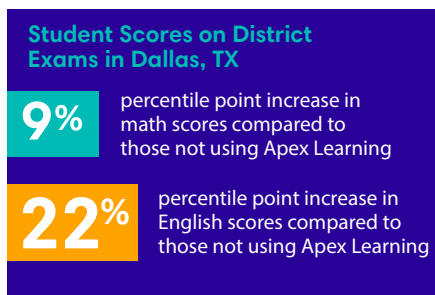 Student Scores on District
Exams in Dallas, TX
9%
percentile point increase in
math scores compared to
those not using Apex Learning
22%
percentile point increase in
English scores compared to
those not using Apex Learning